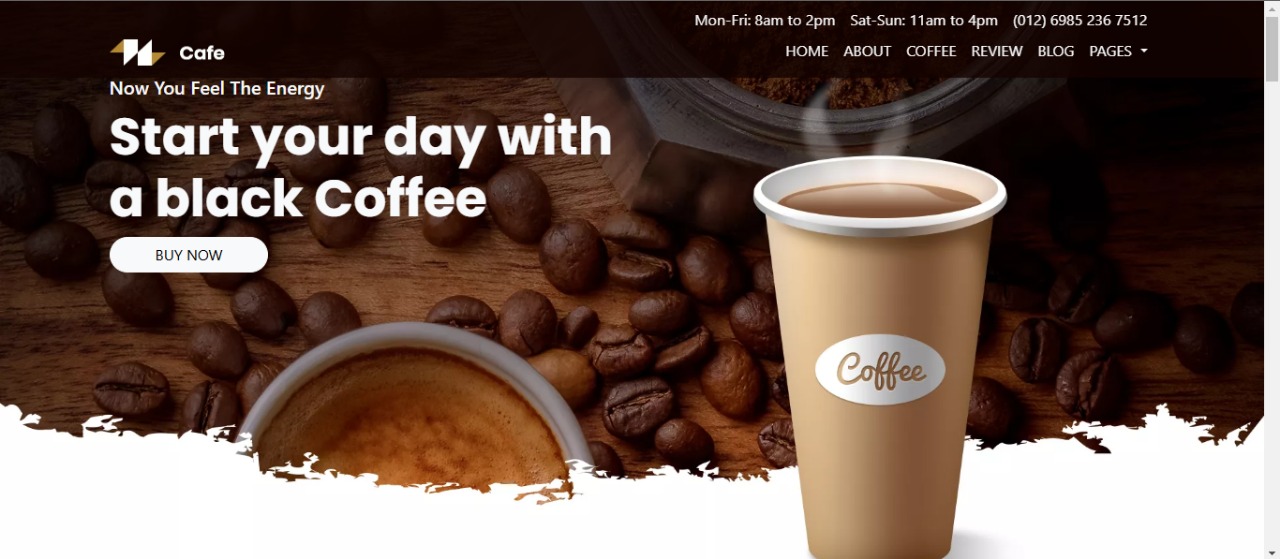 Mon-Fri: 8am to 2pm Sat-Sun: 11am to 4pm (012) 6985 236 7512
Cafe
HOME ABOUT COFFEE REVIEW BLOG PAGES
Now You Feel The Energy
Start your day with
a black Coffee
BUY NOW
Coffee